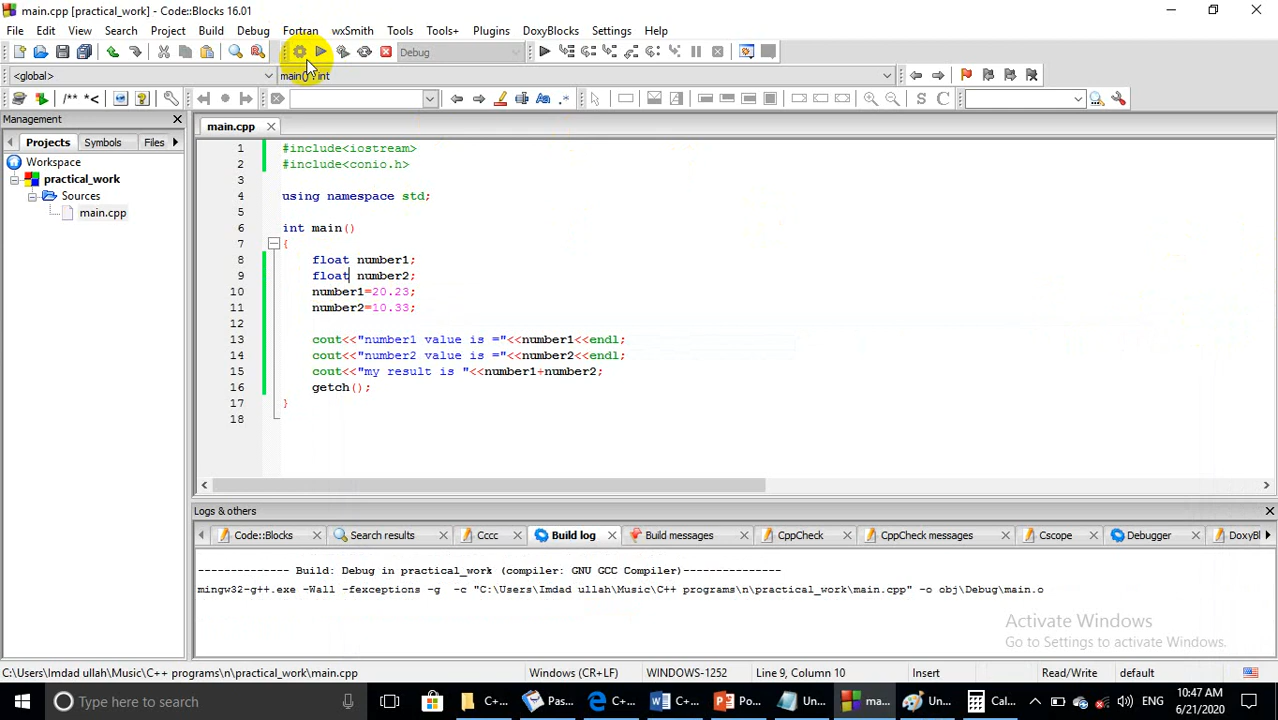 main.cpp [practical_work] - Code::Blocks 16.01
File Edit View Search Project Build Debug Fortran wxSmith Tools Tools+ Plugins DoxyBlocks Settings Help
Debug
<global>
int
/** *<
.*
S C
Management
main.cpp
Projects Symbols Files
Workspace
practical_work
Sources
main.cpp
1 #include<iostream>
2 #include<conio.h>
3
4 using namespace std;
5
6 int main()
7 {
8 float number1;
9 float number2;
10 number1=20.23;
11 number2=10.33;
12
13 cout<<"number1 value is ="<<number1<<endl;
14 cout<<"number2 value is ="<<number2<<endl;
15 cout<<"my result is "<<number1+number2;
16 getch();
17 }
18
Logs & others
Code::Blocks Search results Cccc Build log Build messages CppCheck CppCheck messages Cscope Debugger DoxyBl
-------------- Build: Debug in practical_work (compiler: GNU GCC Compiler)---------------
mingw32-g++.exe -Wall -fexceptions -g -c "C:\Users\Imdad ullah\Music\C++ programs\n\practical_work\main.cpp" -o obj\Debug\main.o
Activate Windows
Go to Settings to activate Windows.
C:\Users\Imdad ullah\Music\C++ programs\n\practical_work\main.cpp Windows (CR+LF) WINDOWS-1252 Line 9, Column 10 Insert Read/Write default
Type here to search C+... Pas... C+... C+... Po... Un... ma... Un... Cal... ENG 10:47 AM
6/21/2020